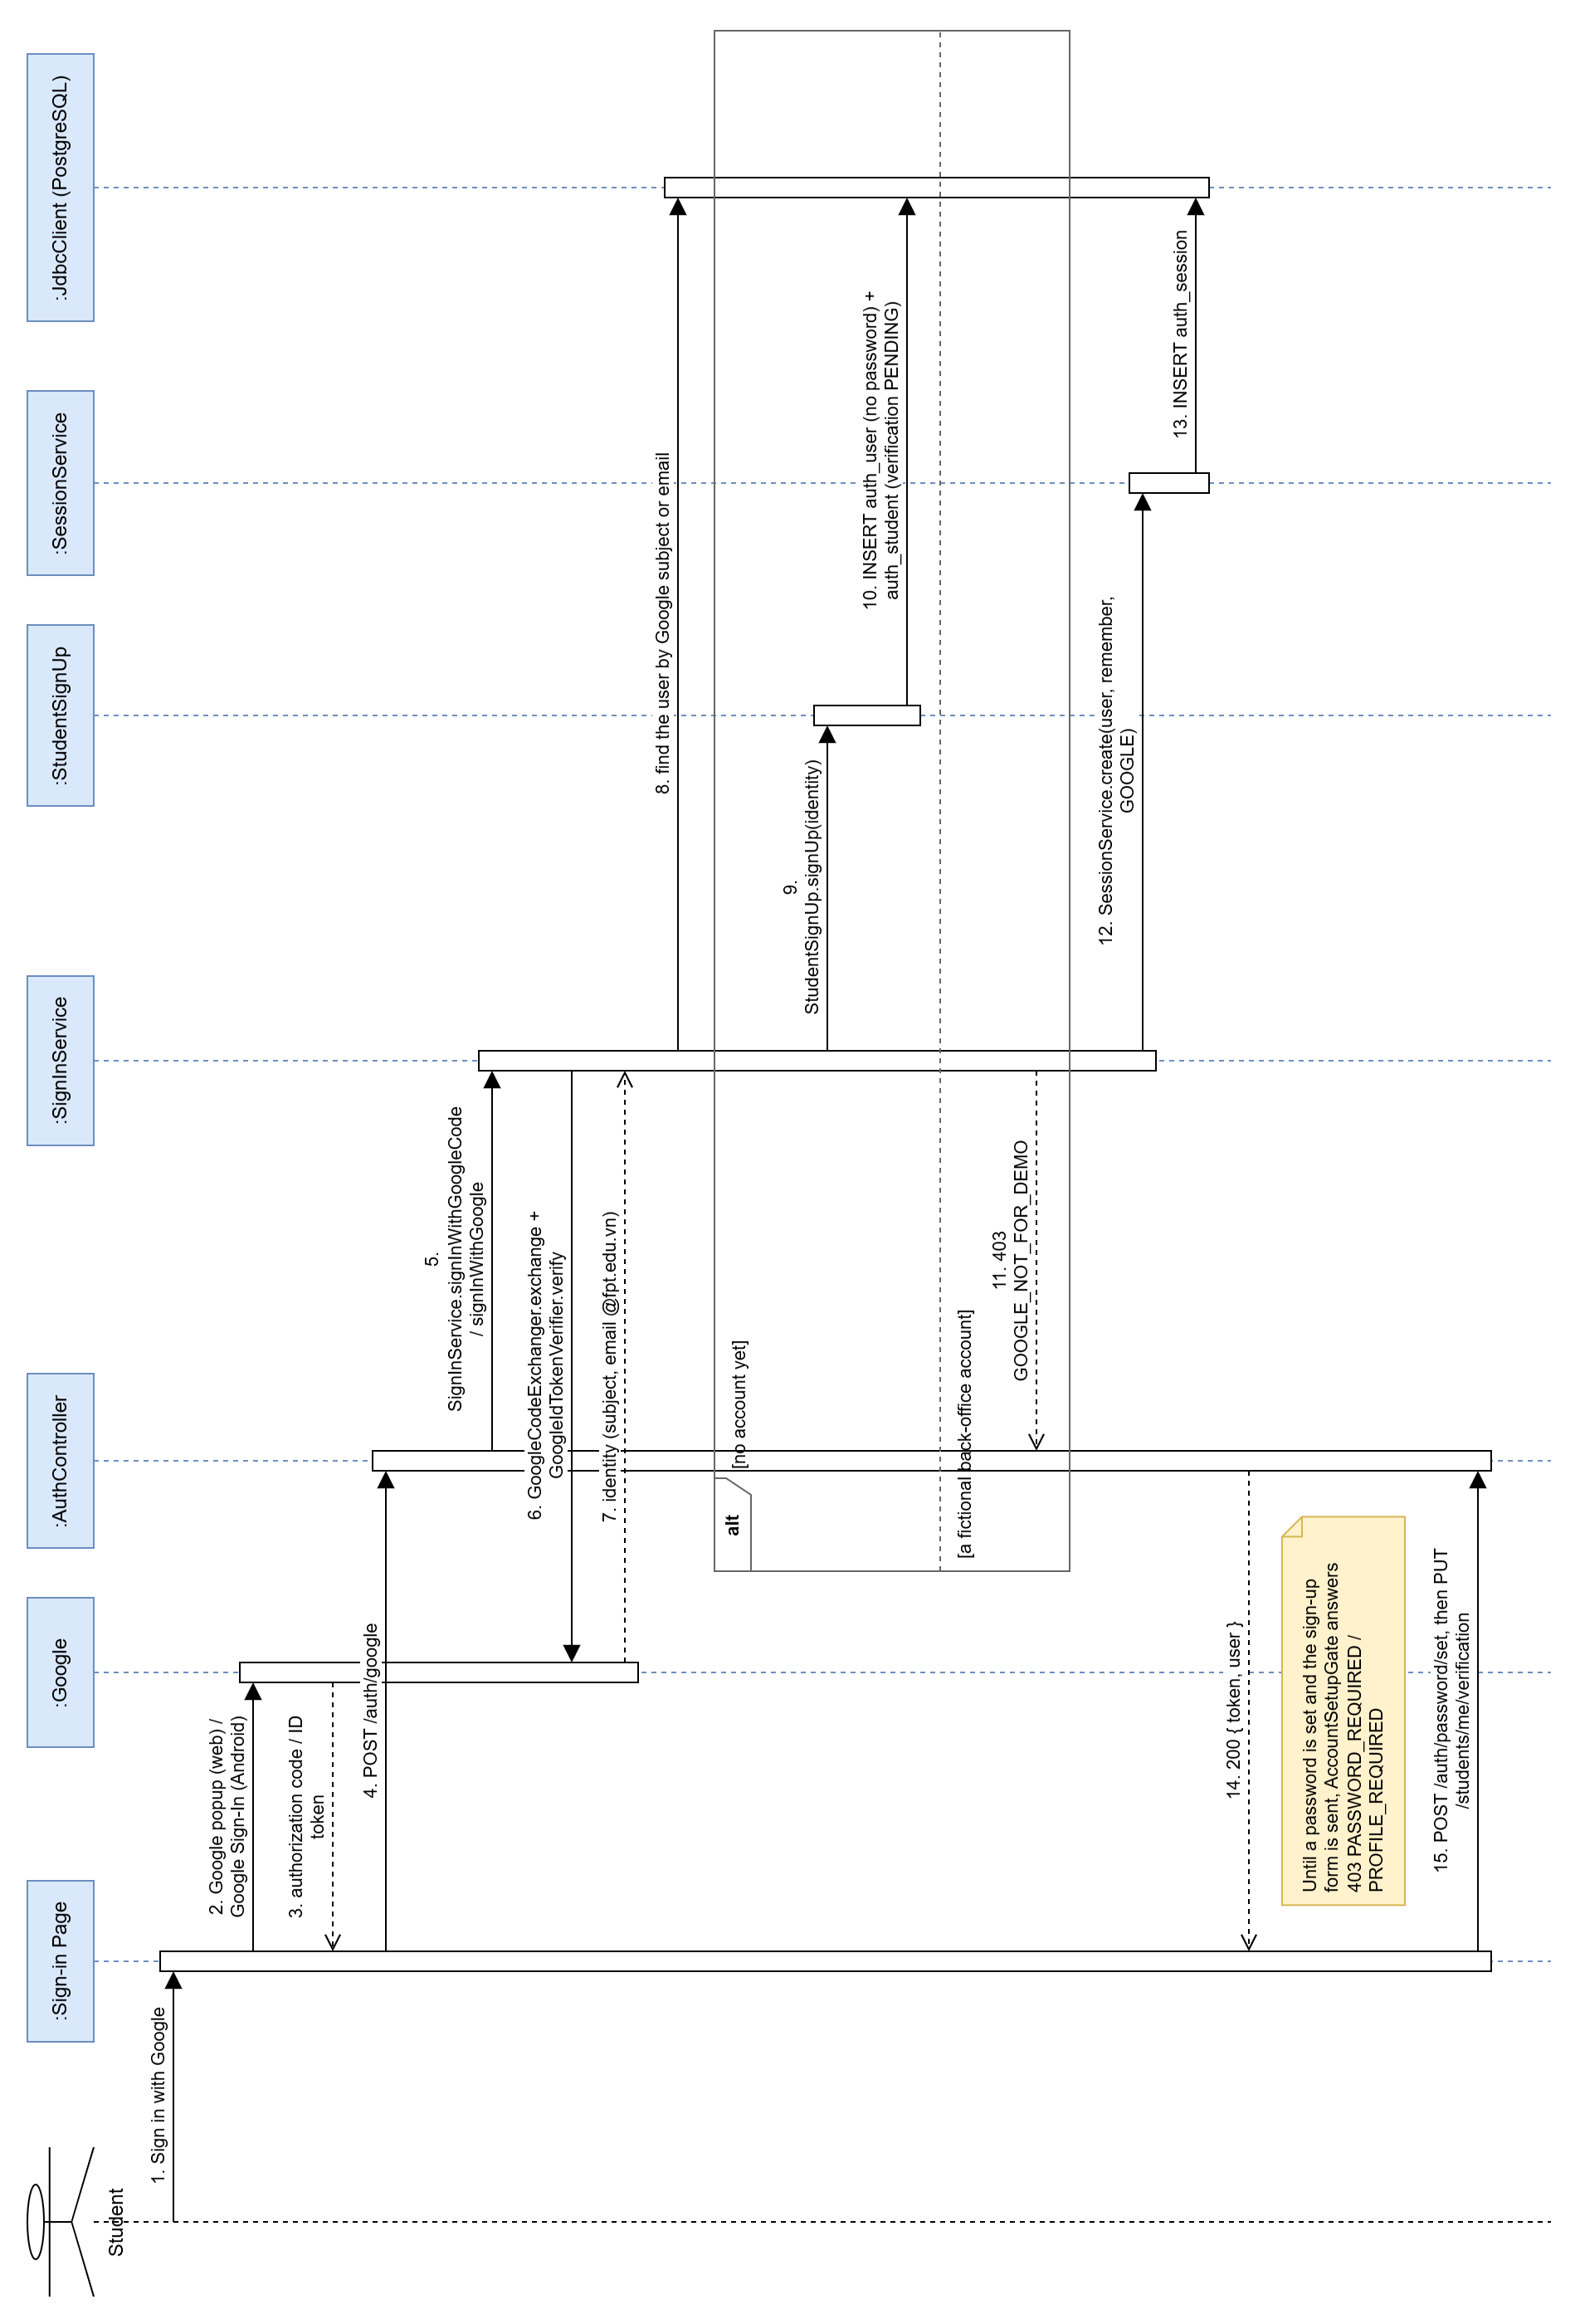 Student
:Sign-in Page
:Google
:AuthController
:SignInService
:StudentSignUp
:SessionService
:JdbcClient (PostgreSQL)
1. Sign in with Google
2. Google popup (web) /
Google Sign-In (Android)
3. authorization code / ID
token
4. POST /auth/google
5.
SignInService.signInWithGoogleCode
/ signInWithGoogle
6. GoogleCodeExchanger.exchange +
GoogleIdTokenVerifier.verify
7. identity (subject, email @fpt.edu.vn)
8. find the user by Google subject or email
alt
[no account yet]
9.
StudentSignUp.signUp(identity)
10. INSERT auth_user (no password) +
auth_student (verification PENDING)
[a fictional back-office account]
11. 403
GOOGLE_NOT_FOR_DEMO
12. SessionService.create(user, remember,
GOOGLE)
13. INSERT auth_session
14. 200 { token, user }
Until a password is set and the sign-up
form is sent, AccountSetupGate answers
403 PASSWORD_REQUIRED /
PROFILE_REQUIRED
15. POST /auth/password/set, then PUT
/students/me/verification